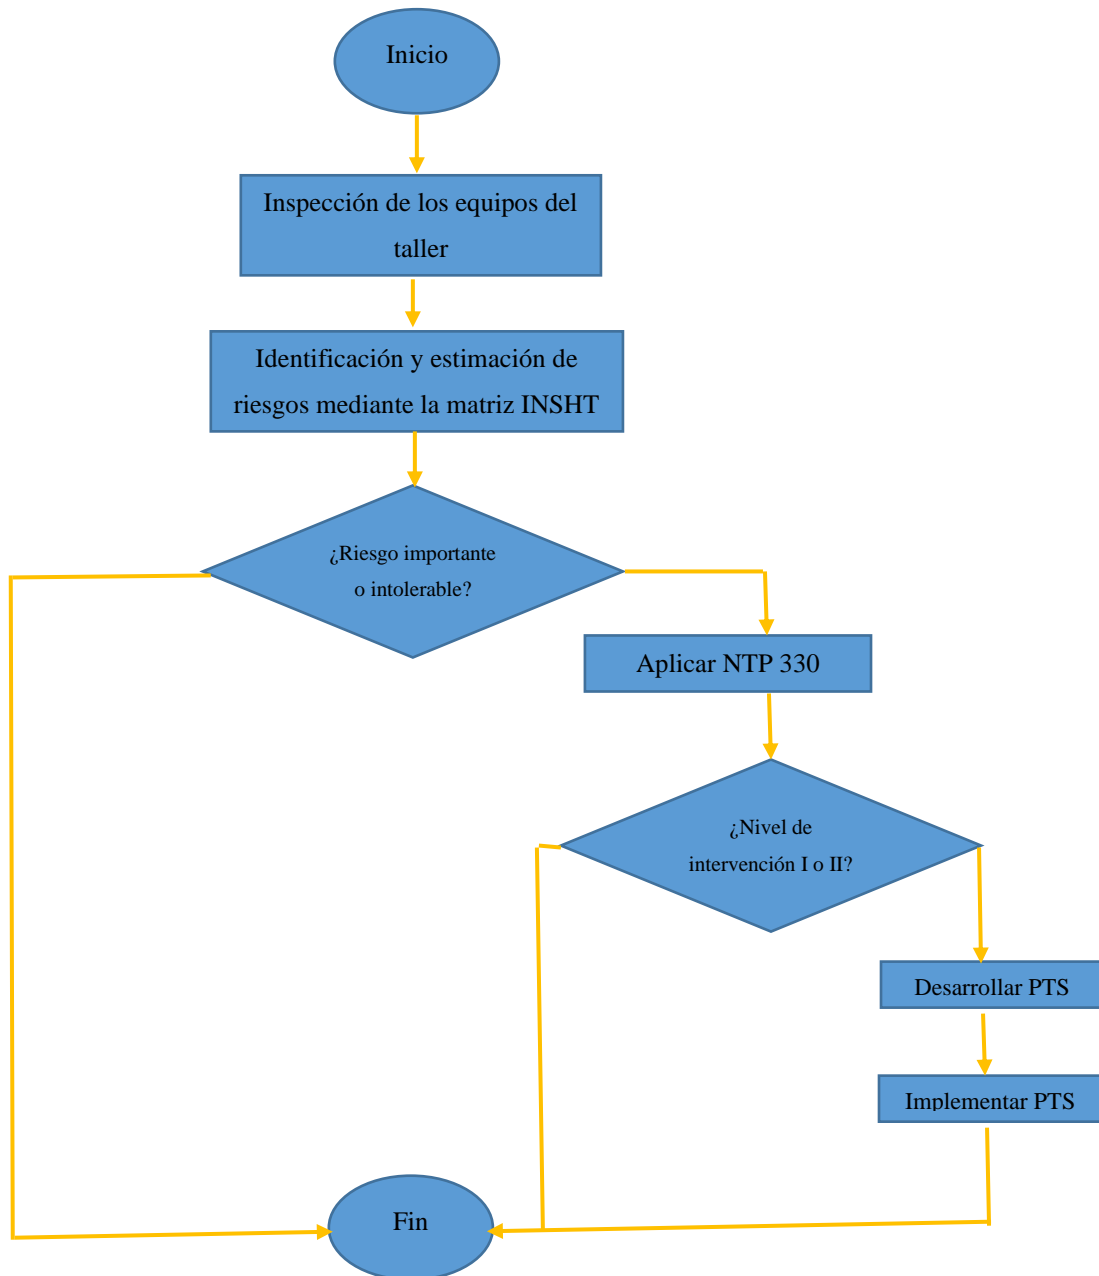 Inicio
Inspección de los equipos del
taller
Identificación y estimación de
riesgos mediante la matriz INSHT
¿Riesgo importante
o intolerable?
Aplicar NTP 330
¿Nivel de
intervención I o II?
Desarrollar PTS
Implementar PTS
Fin